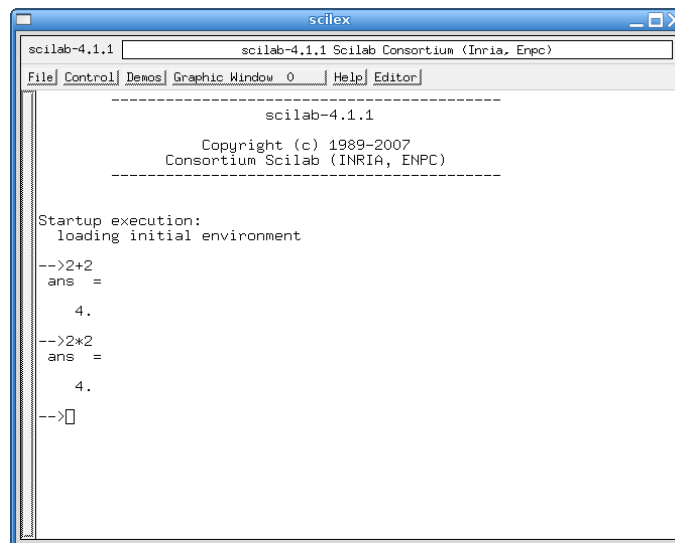 scilex
scilab-4.1.1 scilab-4.1.1 Scilab Consortium (Inria, Enpc)
File Control Demos Graphic Window 0 Help Editor
-------------------------------------------
scilab-4.1.1
Copyright (c) 1989-2007
Consortium Scilab (INRIA, ENPC)
-------------------------------------------
Startup execution:
loading initial environment
-->2+2
ans =
4.
-->2*2
ans =
4.
-->